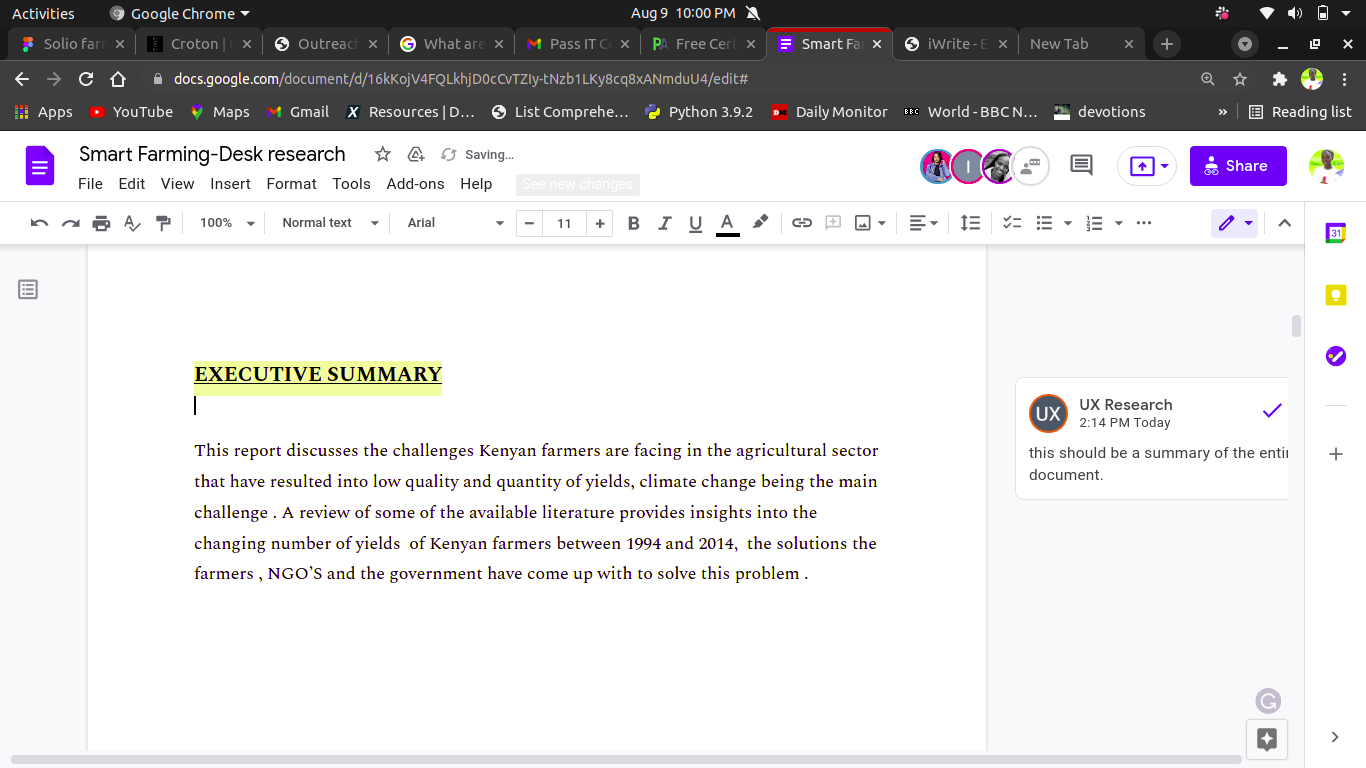 Activities Google Chrome Aug 9 10:00 PM
Solio farr Croton | Outreach What are Pass IT C Free Cert Smart Fa iWrite - E New Tab
docs.google.com/document/d/16kKojV4FQLkhjD0cCvTZIy-tNzb1LKy8cq8xANmduU4/edit#
Apps YouTube Maps Gmail X Resources | D... List Comprehe... Python 3.9.2 Daily Monitor BBC World - BBC N... devotions » Reading list
Smart Farming-Desk research Saving...
File Edit View Insert Format Tools Add-ons Help See new changes
I
Share
100% Normal text Arial 11 B I U A
31
EXECUTIVE SUMMARY
UX UX Research
2:14 PM Today
this should be a summary of the entir
document.
This report discusses the challenges Kenyan farmers are facing in the agricultural sector
that have resulted into low quality and quantity of yields, climate change being the main
challenge . A review of some of the available literature provides insights into the
changing number of yields  of Kenyan farmers between 1994 and 2014,  the solutions the
farmers , NGO’S and the government have come up with to solve this problem .